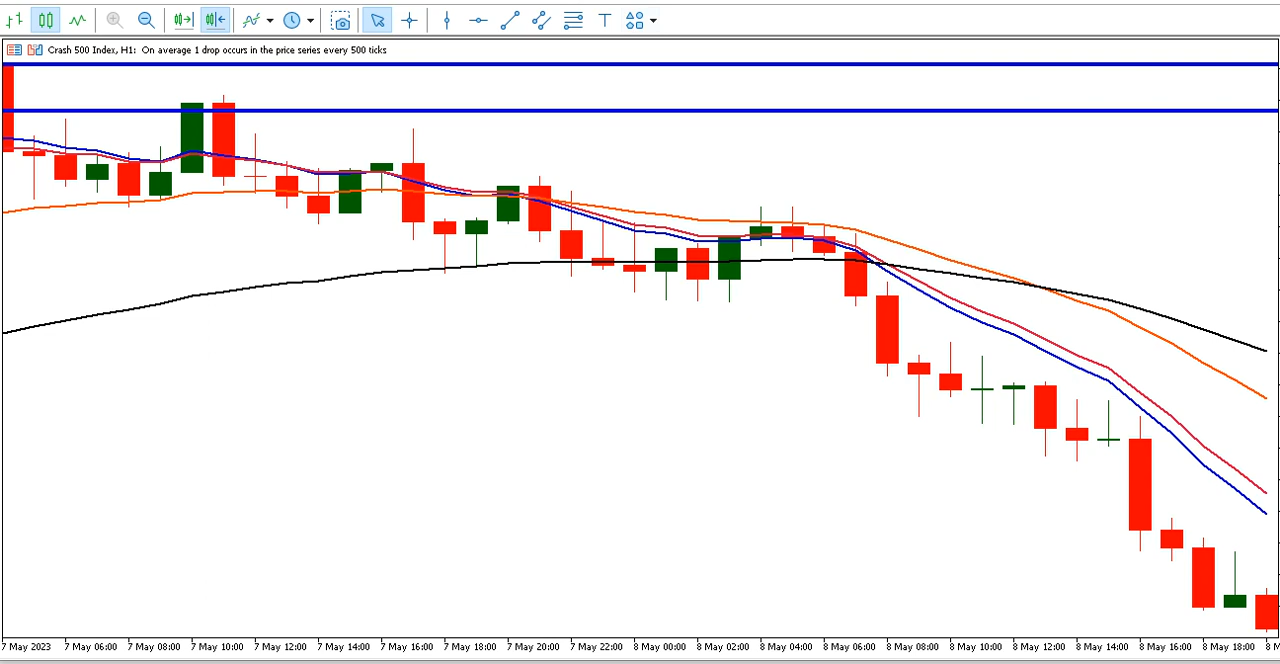 T
Crash 500 Index, H1: On average 1 drop occurs in the price series every 500 ticks
7 May 2023 7 May 06:00 7 May 08:00 7 May 10:00 7 May 12:00 7 May 14:00 7 May 16:00 7 May 18:00 7 May 20:00 7 May 22:00 8 May 00:00 8 May 02:00 8 May 04:00 8 May 06:00 8 May 08:00 8 May 10:00 8 May 12:00 8 May 14:00 8 May 16:00 8 May 18:00 8 M